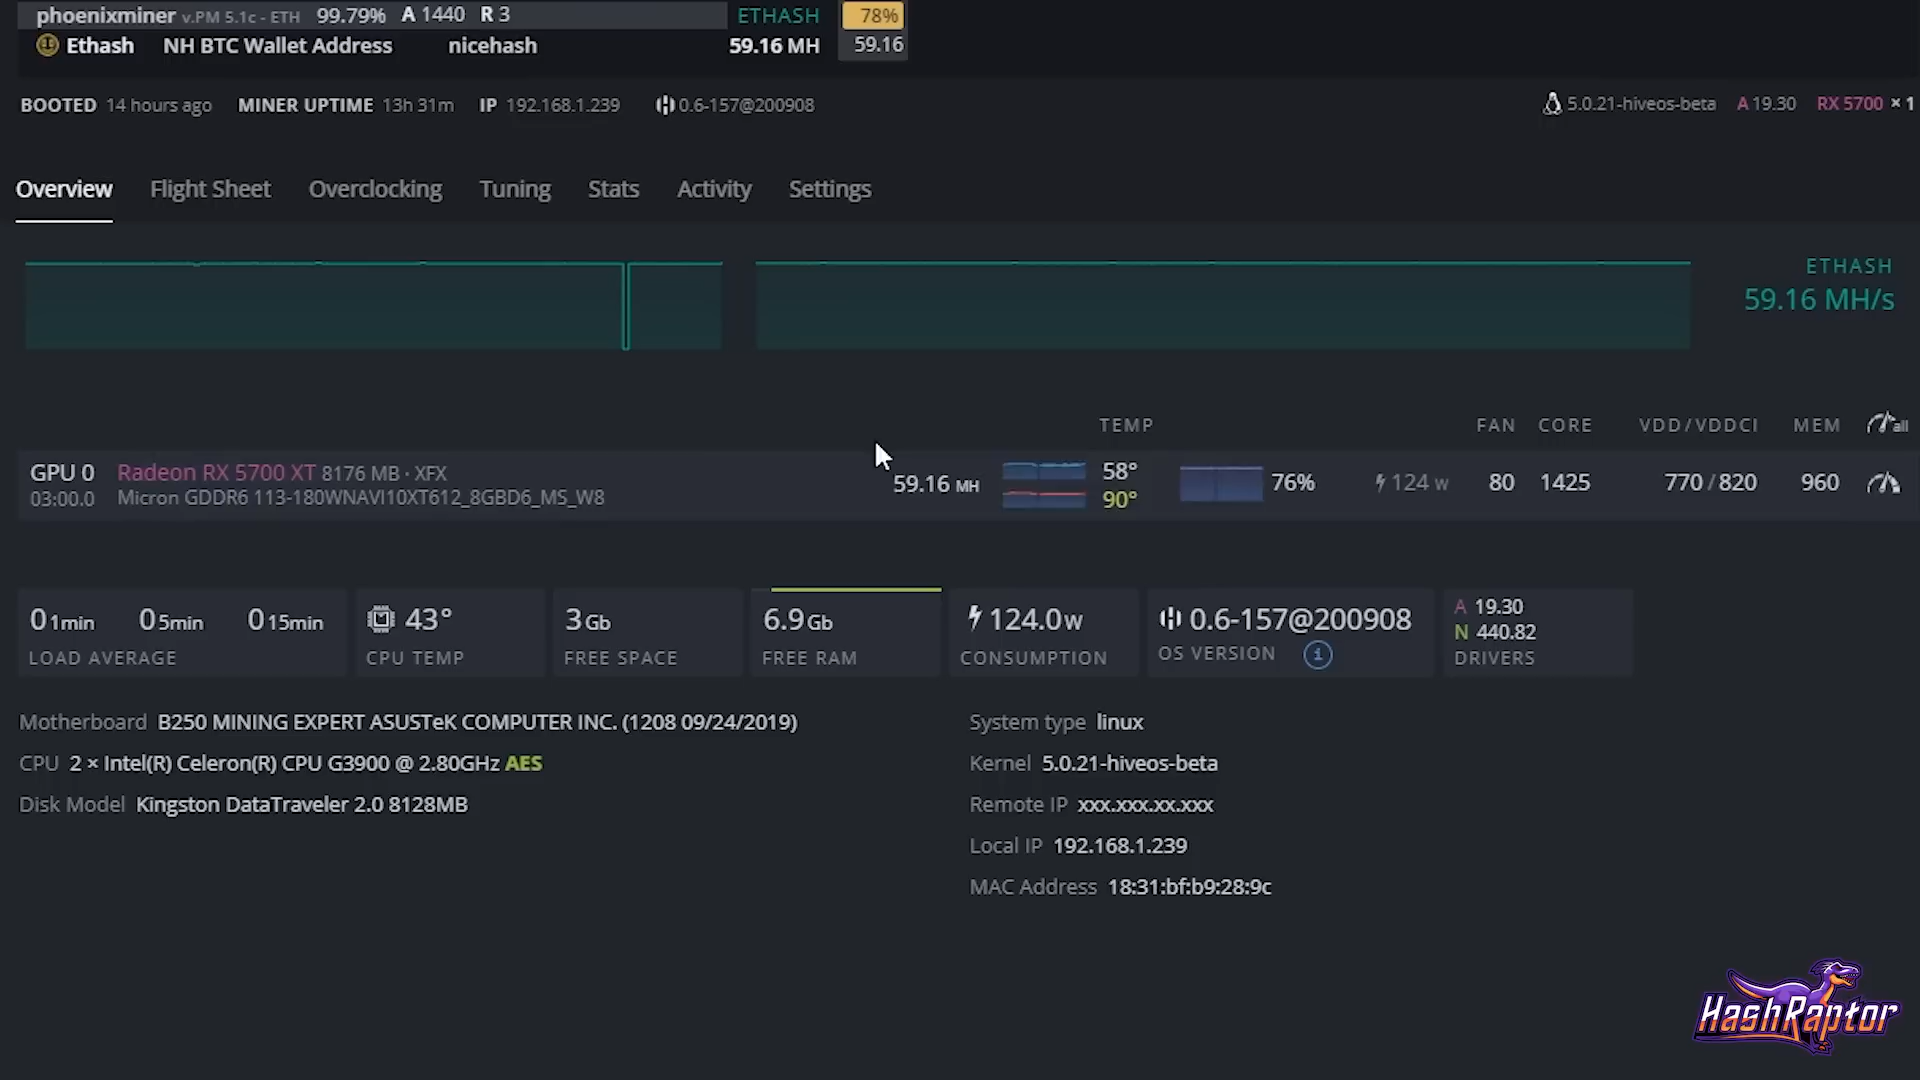 phoenixminer v.PM 5.1c - ETH 99.79% A 1440 R 3 ETHASH 78%
Ethash NH BTC Wallet Address nicehash 59.16 MH 59.16
BOOTED 14 hours ago MINER UPTIME 13h 31m IP 192.168.1.239 0.6-157@200908 5.0.21-hiveos-beta A 19.30 RX 5700 × 1
Overview Flight Sheet Overclocking Tuning Stats Activity Settings
ETHASH
59.16 MH/s
TEMP FAN CORE VDD/VDDCI MEM all
GPU 0 Radeon RX 5700 XT 8176 MB · XFX 59.16 MH 58° 76% 124 W 80 1425 770/820 960
03:00.0 Micron GDDR6 113-180WNAVI10XT612_8GBD6_MS_W8 90°
0 1min 0 5min 0 15min 43° 3 Gb 6.9 Gb 124.0 W 0.6-157@200908 A 19.30
N 440.82
LOAD AVERAGE CPU TEMP FREE SPACE FREE RAM CONSUMPTION OS VERSION i DRIVERS
Motherboard B250 MINING EXPERT ASUSTeK COMPUTER INC. (1208 09/24/2019)
CPU 2 × Intel(R) Celeron(R) CPU G3900 @ 2.80GHz AES
Disk Model Kingston DataTraveler 2.0 8128MB
System type linux
Kernel 5.0.21-hiveos-beta
Remote IP xxx.xxx.xx.xxx
Local IP 192.168.1.239
MAC Address 18:31:bf:b9:28:9c
HashRaptor